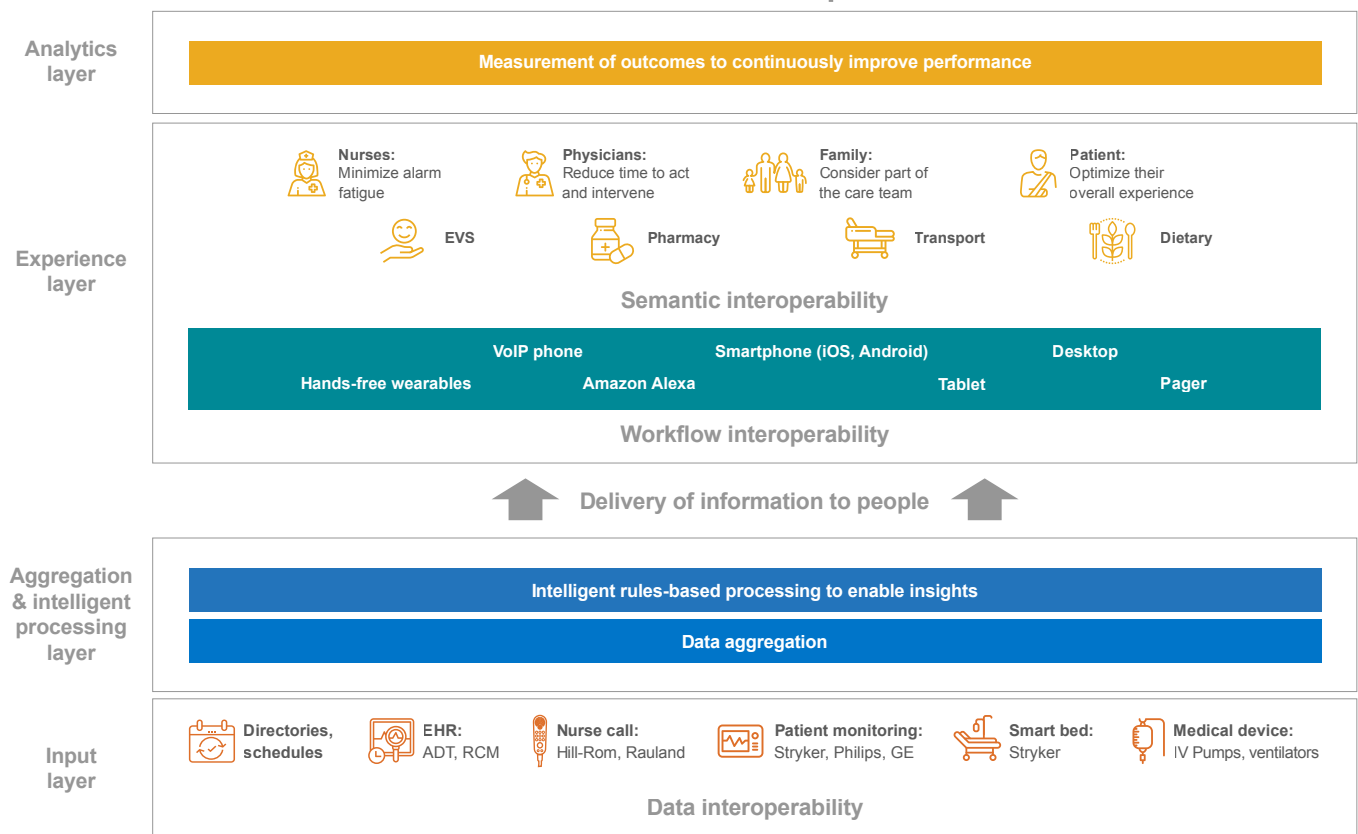 Analytics
layer
Measurement of outcomes to continuously improve performance
Experience
layer
Nurses:
Minimize alarm
fatigue
Physicians:
Reduce time to act
and intervene
Family:
Consider part of
the care team
Patient:
Optimize their
overall experience
EVS
Pharmacy
Transport
Dietary
Semantic interoperability
VoIP phone
Smartphone (iOS, Android)
Desktop
Hands-free wearables
Amazon Alexa
Tablet
Pager
Workflow interoperability
Delivery of information to people
Aggregation
& intelligent
processing
layer
Intelligent rules-based processing to enable insights
Data aggregation
Input
layer
Directories,
schedules
EHR:
ADT, RCM
Nurse call:
Hill-Rom, Rauland
Patient monitoring:
Stryker, Philips, GE
Smart bed:
Stryker
Medical device:
IV Pumps, ventilators
Data interoperability